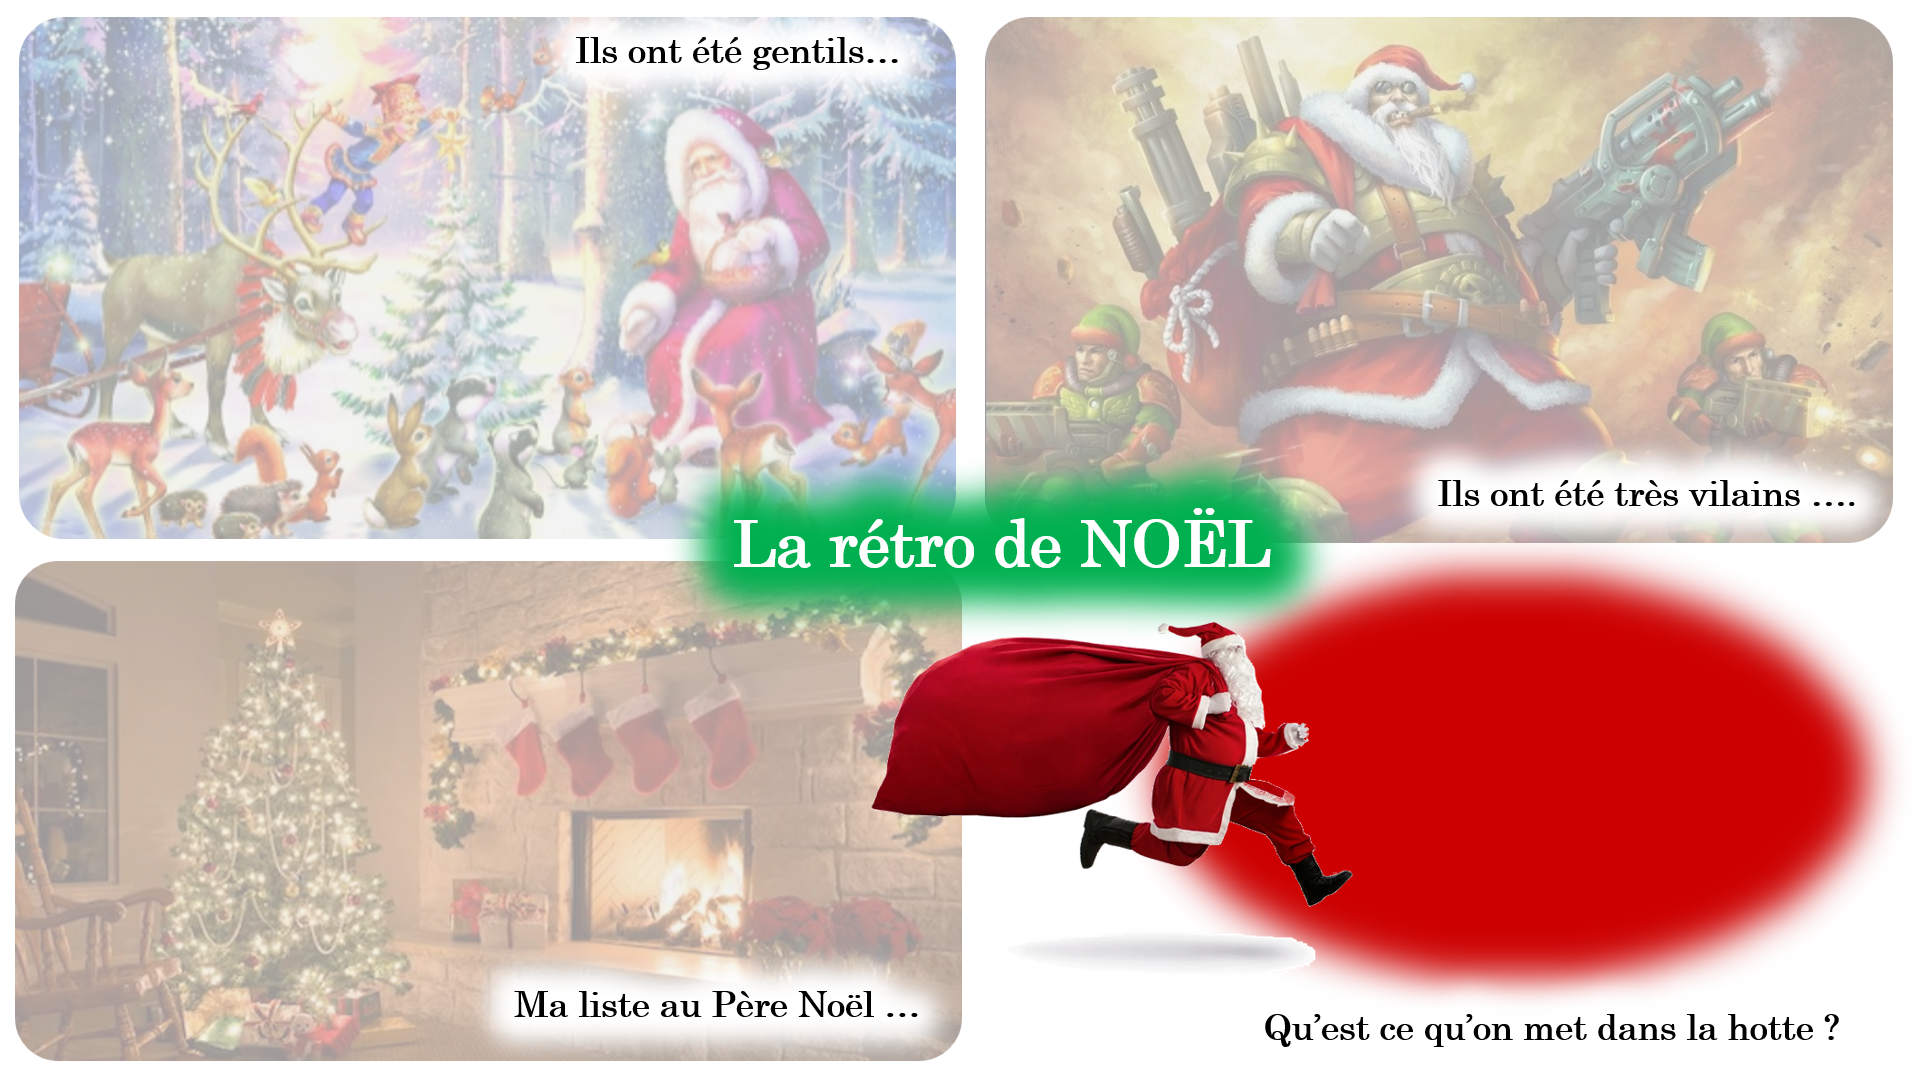 Ils ont été gentils...
Ils ont été très vilains ....
La rétro de NOËL
Ma liste au Père Noël ...
Qu’est ce qu’on met dans la hotte ?